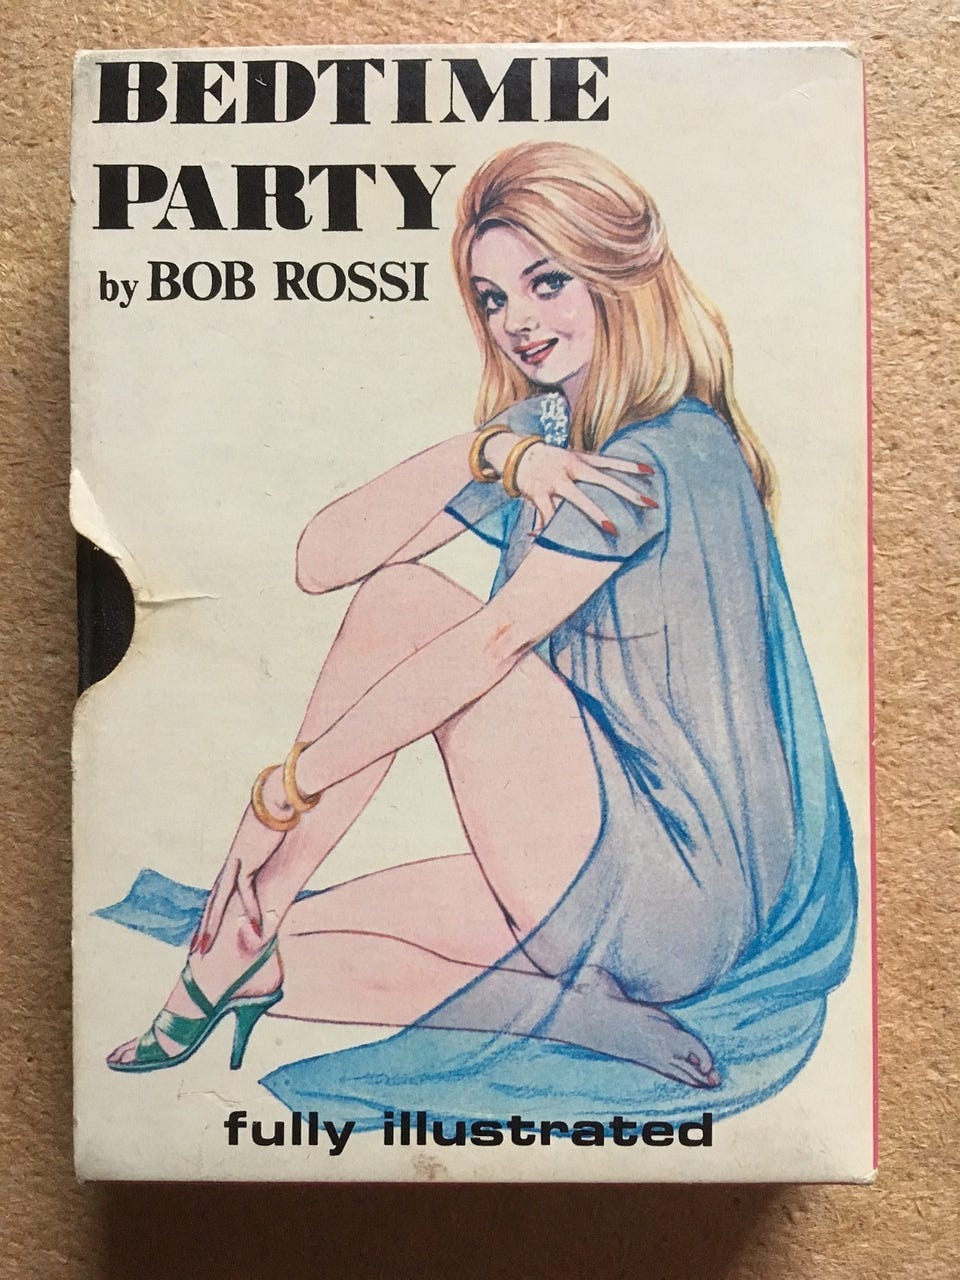 BEDTIME
PARTY
by BOB ROSSI
fully illustrated